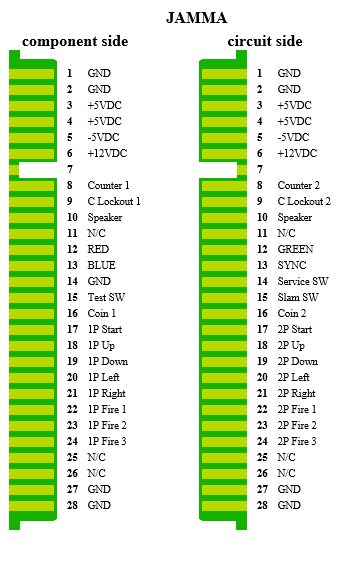 JAMMA
component side
1 GND
2 GND
3 +5VDC
4 +5VDC
5 -5VDC
6 +12VDC
7
8 Counter 1
9 C Lockout 1
10 Speaker
11 N/C
12 RED
13 BLUE
14 GND
15 Test SW
16 Coin 1
17 1P Start
18 1P Up
19 1P Down
20 1P Left
21 1P Right
22 1P Fire 1
23 1P Fire 2
24 1P Fire 3
25 N/C
26 N/C
27 GND
28 GND
circuit side
1 GND
2 GND
3 +5VDC
4 +5VDC
5 -5VDC
6 +12VDC
7
8 Counter 2
9 C Lockout 2
10 Speaker
11 N/C
12 GREEN
13 SYNC
14 Service SW
15 Slam SW
16 Coin 2
17 2P Start
18 2P Up
19 2P Down
20 2P Left
21 2P Right
22 2P Fire 1
23 2P Fire 2
24 2P Fire 3
25 N/C
26 N/C
27 GND
28 GND